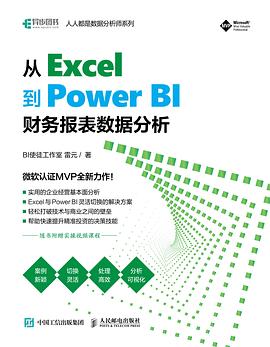 异步图书
人人都是数据分析师系列
Microsoft
Most Valuable
Professional
从 Excel
到 Power BI
财务报表数据分析
BI使徒工作室 雷元 / 著
微软认证MVP全新力作!
实用的企业经营基本面分析
Excel与Power BI灵活切换的解决方案
轻松打破技术与商业之间的壁垒
帮助快速提升精准投资的决策技能
随书附赠实操视频课程
案例
新颖
切换
灵活
处理
高效
分析
可视化
中国工信出版集团
人民邮电出版社